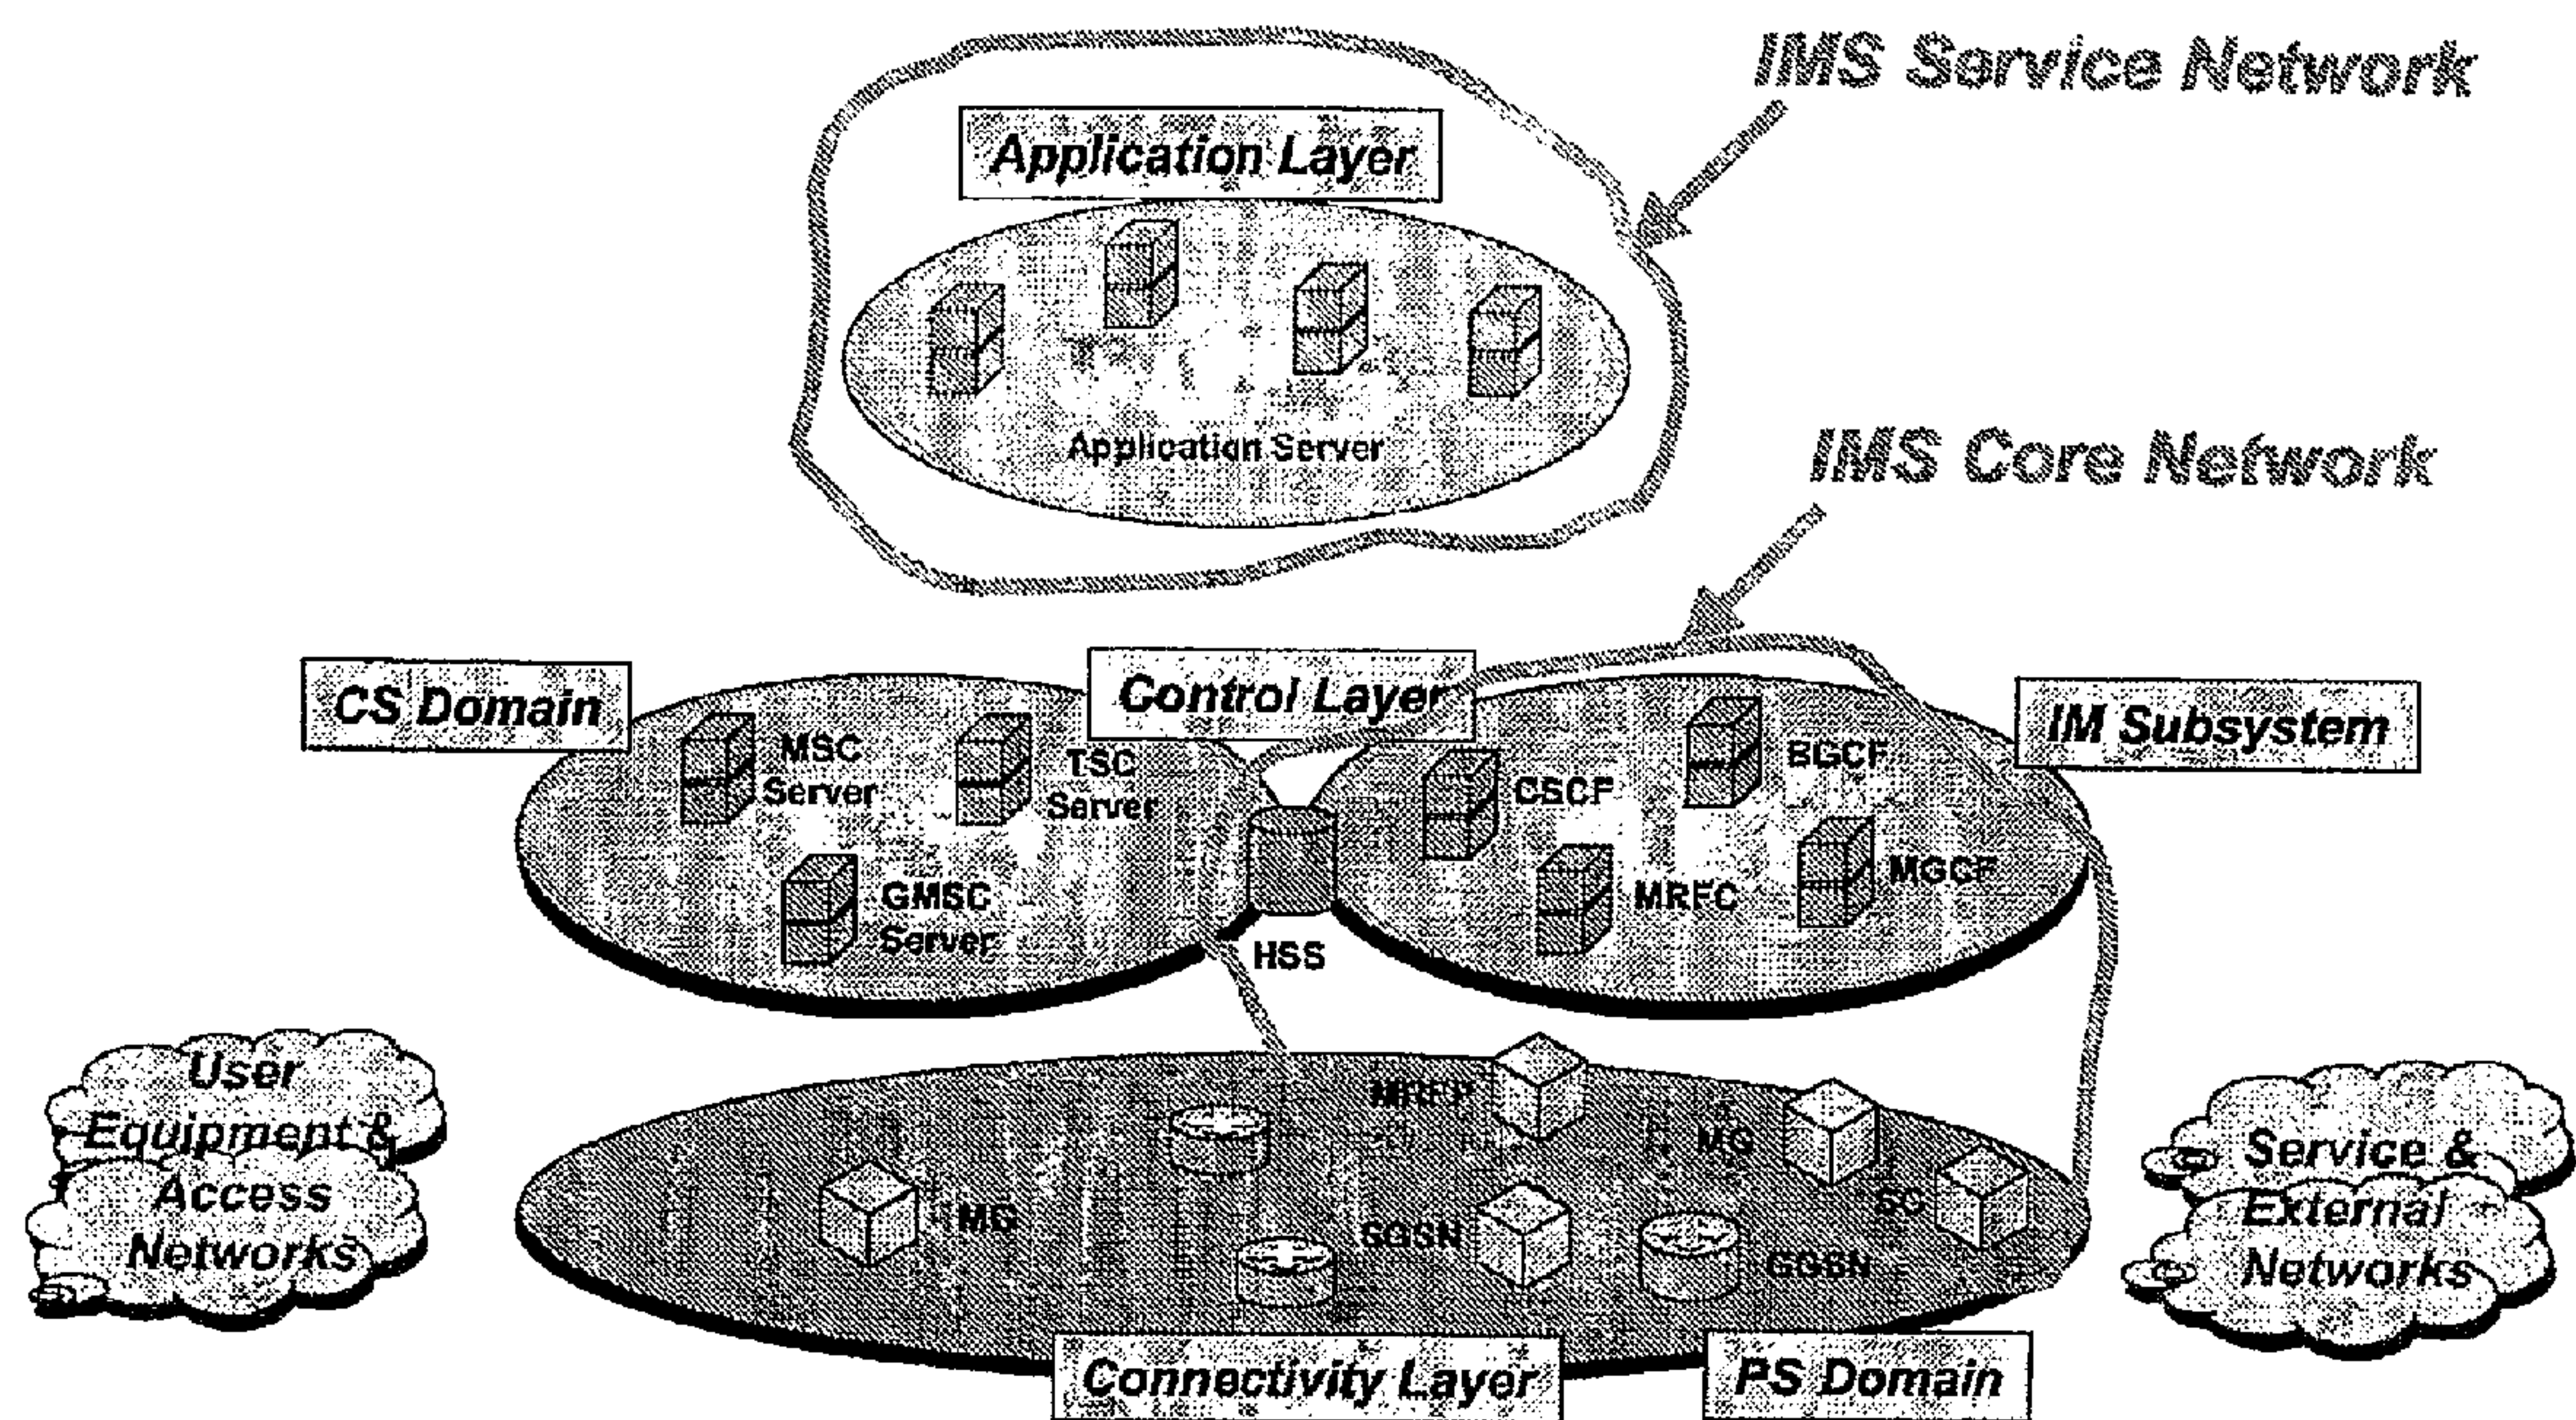 IMS Service Network
Application Layer
Application Server
IMS Core Network
CS Domain
Control Layer
IM Subsystem
MSC
Server
TSC
Server
GMSC
Server
HSS
CSCF
BGCF
MRFC
MGCF
User
Equipment &
Access
Networks
MRFP
MG
MG
SGSN
GGSN
SG
Service &
External
Networks
Connectivity Layer
PS Domain